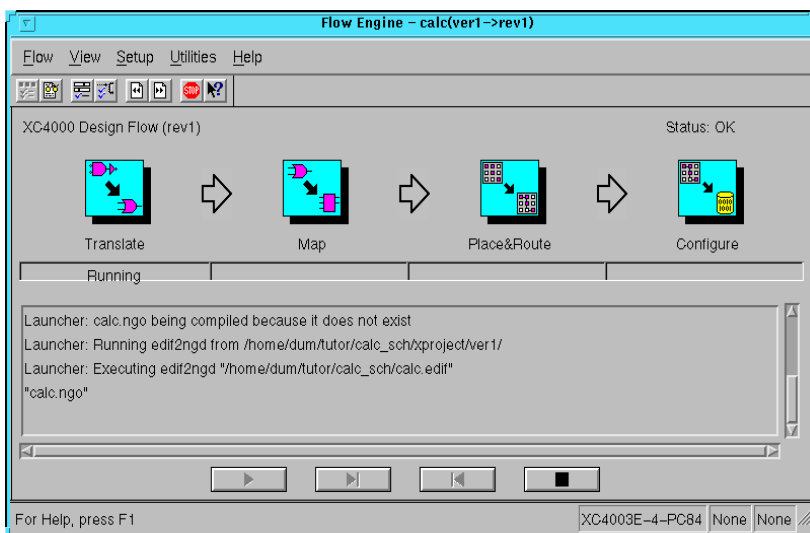 Flow Engine – calc(ver1->rev1)
Flow View Setup Utilities Help
STOP
XC4000 Design Flow (rev1) Status: OK
0010
1001
Translate Map Place&Route Configure
Running
Launcher: calc.ngo being compiled because it does not exist
Launcher: Running edif2ngd from /home/dum/tutor/calc_sch/xproject/ver1/
Launcher: Executing edif2ngd "/home/dum/tutor/calc_sch/calc.edif"
"calc.ngo"
For Help, press F1 XC4003E-4-PC84 None None